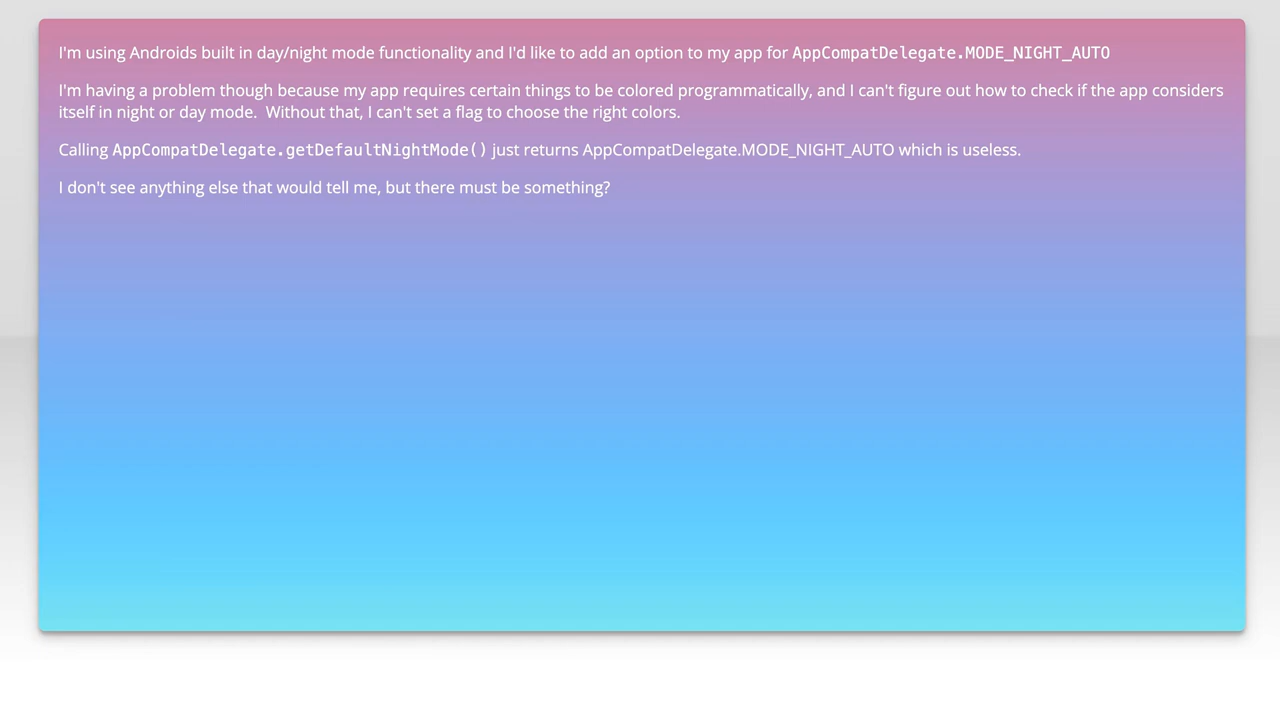 I'm using Androids built in day/night mode functionality and I'd like to add an option to my app for AppCompatDelegate.MODE_NIGHT_AUTO
I'm having a problem though because my app requires certain things to be colored programmatically, and I can't figure out how to check if the app considers
itself in night or day mode.  Without that, I can't set a flag to choose the right colors.
Calling AppCompatDelegate.getDefaultNightMode() just returns AppCompatDelegate.MODE_NIGHT_AUTO which is useless.
I don't see anything else that would tell me, but there must be something?